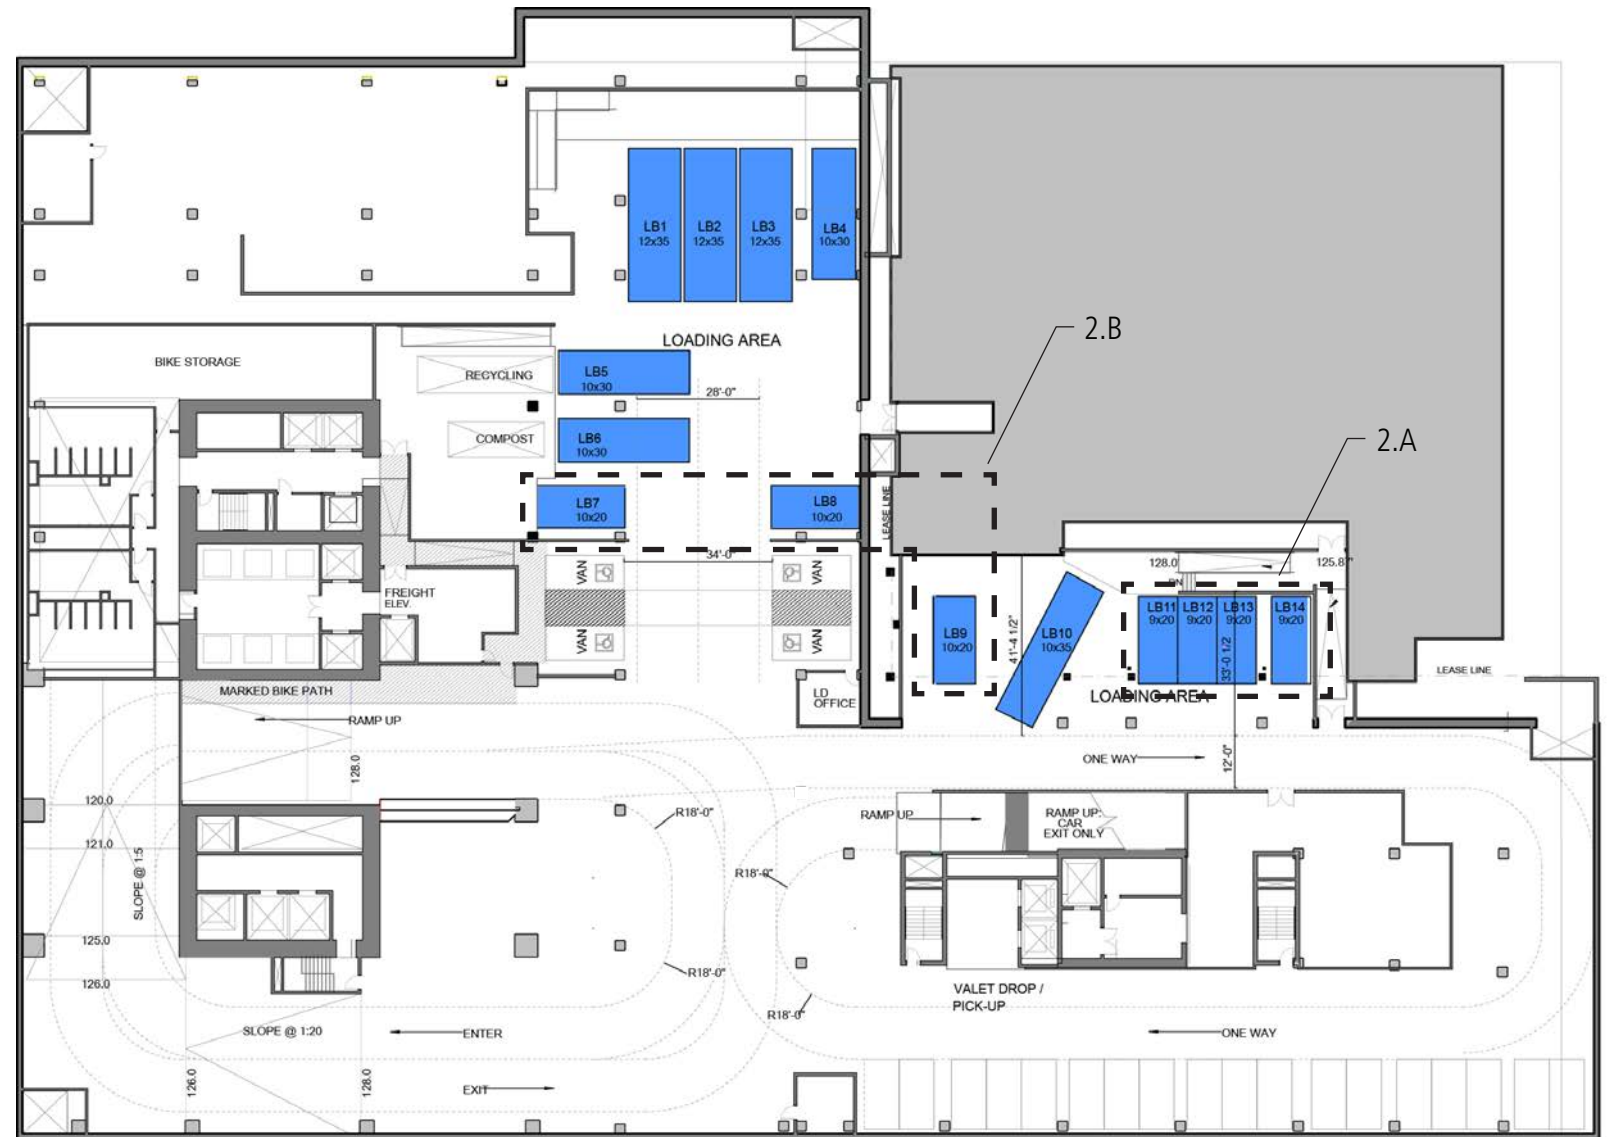 LB1
12x35
LB2
12x35
LB3
12x35
LB4
10x30
LOADING AREA
2.B
BIKE STORAGE
RECYCLING
LB5
10x30
28'-0"
COMPOST
LB6
10x30
2.A
LB7
10x20
LB8
10x20
LEASE LINE
34'-0"
VAN
VAN
VAN
VAN
FREIGHT
ELEV.
128.0
DN
125.8
LB9
10x20
41'-4 1/2"
LB10
10x35
LB11
9x20
LB12
9x20
LB13
9x20
LB14
9x20
33'-0 1/2
LEASE LINE
LOADING AREA
MARKED BIKE PATH
LD
OFFICE
RAMP UP
128.0
ONE WAY
12'-0"
120.0
121.0
SLOPE @ 1:5
125.0
126.0
R18'-0"
R18'-0"
R18'-0"
R18'-0"
RAMP UP
RAMP UP:
CAR
EXIT ONLY
VALET DROP /
PICK-UP
SLOPE @ 1:20
ENTER
ONE WAY
126.0
128.0
EXIT